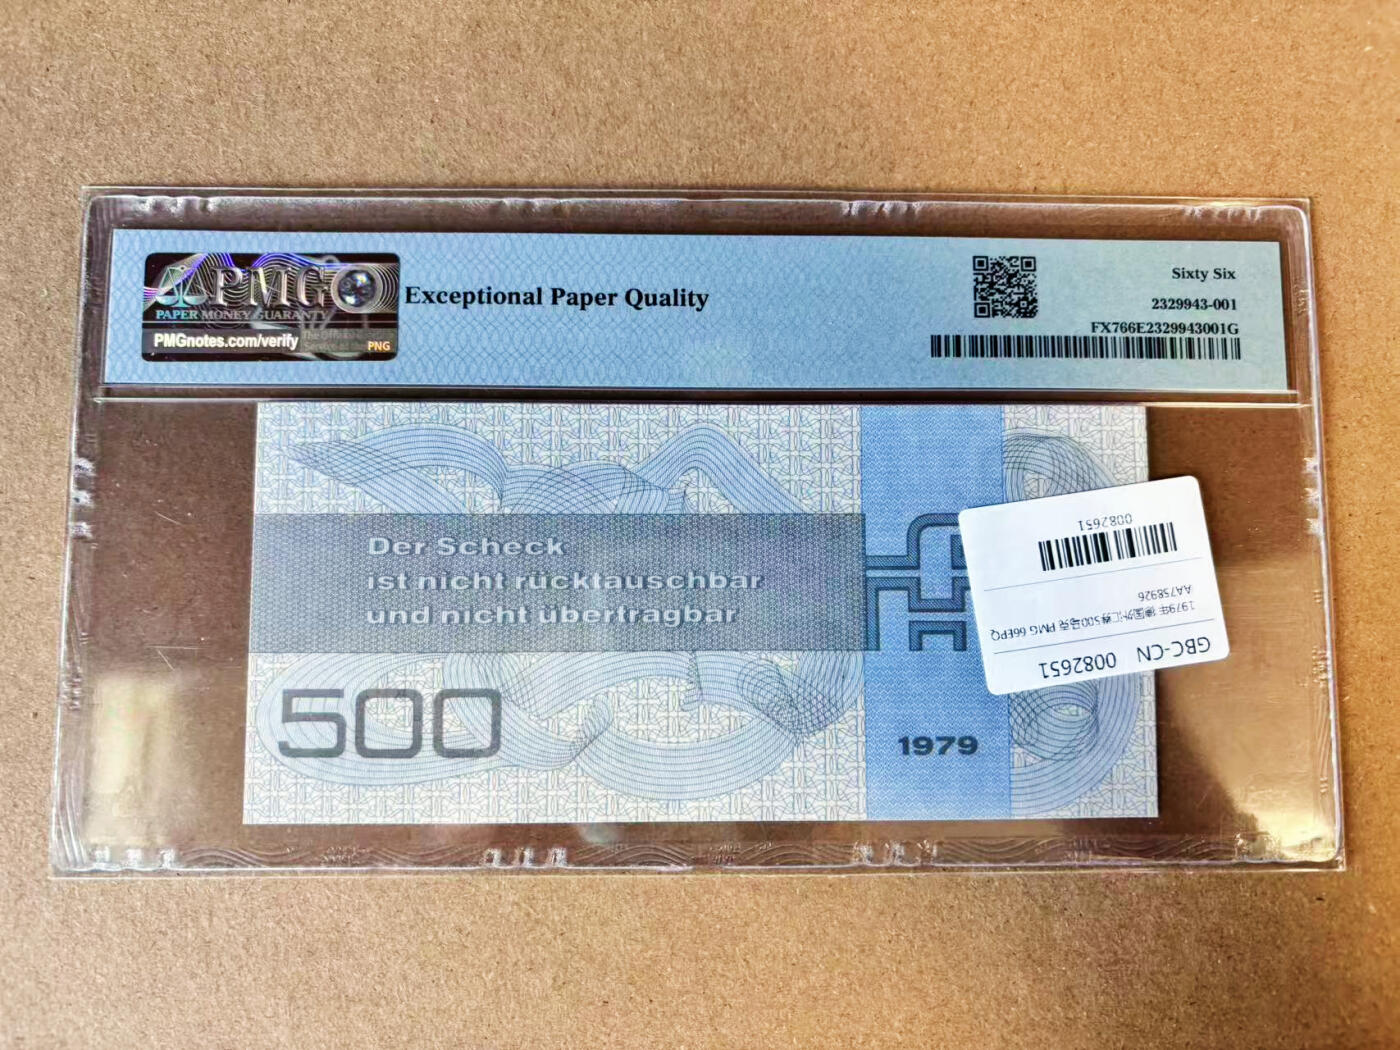 PMG
PAPER MONEY GUARANTY
PMGnotes.com/verify
PNG
Exceptional Paper Quality
Sixty Six
2329943-001
FX766E2329943001G
Der Scheck
ist nicht rücktauschbar
und nicht übertragbar
500
1979
GBC-CN 0082651
1979年德国外汇券500马克 PMG 66EPQ
AA758926
0082651